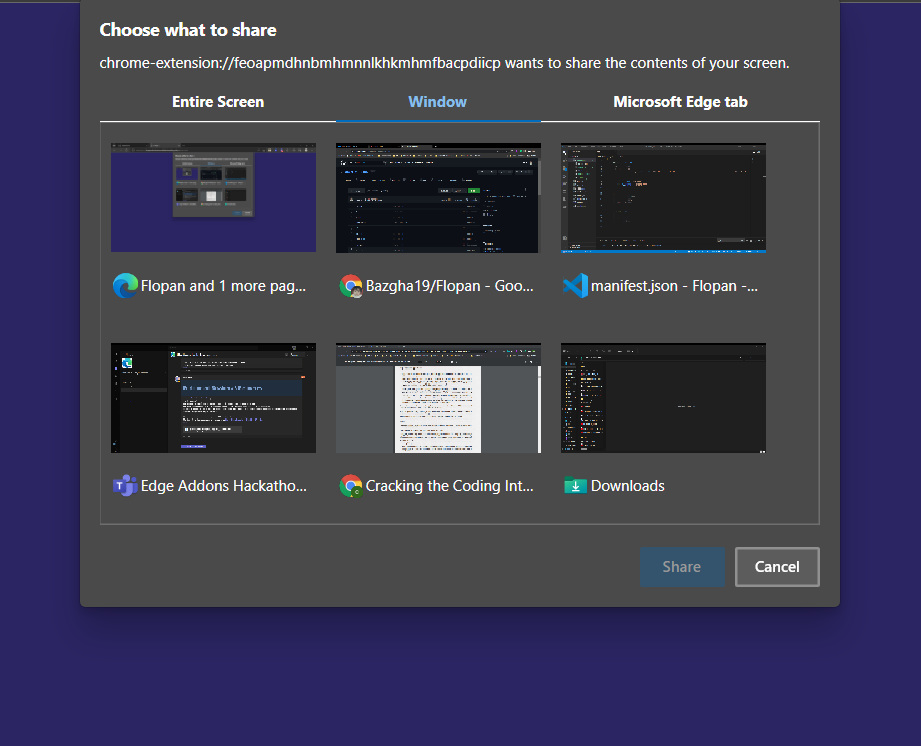 Choose what to share
chrome-extension://feoapmdhnbmhmnnlkhkmhmfbacpdiicp wants to share the contents of your screen.
Entire Screen Window Microsoft Edge tab
Flopan and 1 more pag... Bazgha19/Flopan - Goo... manifest.json - Flopan -...
Edge Addons Hackatho... Cracking the Coding Int... Downloads
Share Cancel